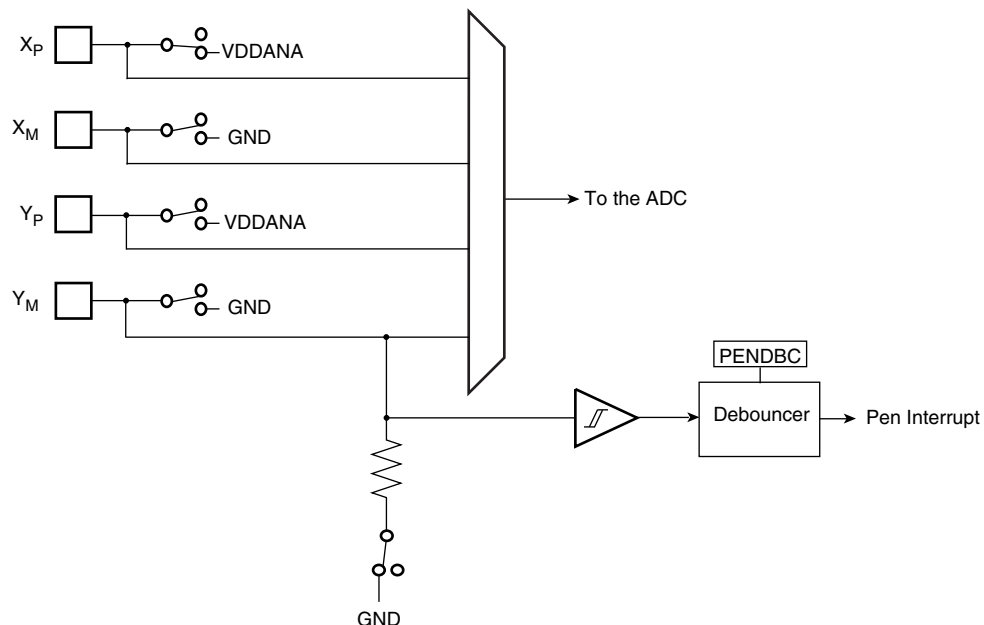 XP
VDDANA
XM
GND
To the ADC
YP
VDDANA
YM
GND
PENDBC
Debouncer
Pen Interrupt
GND